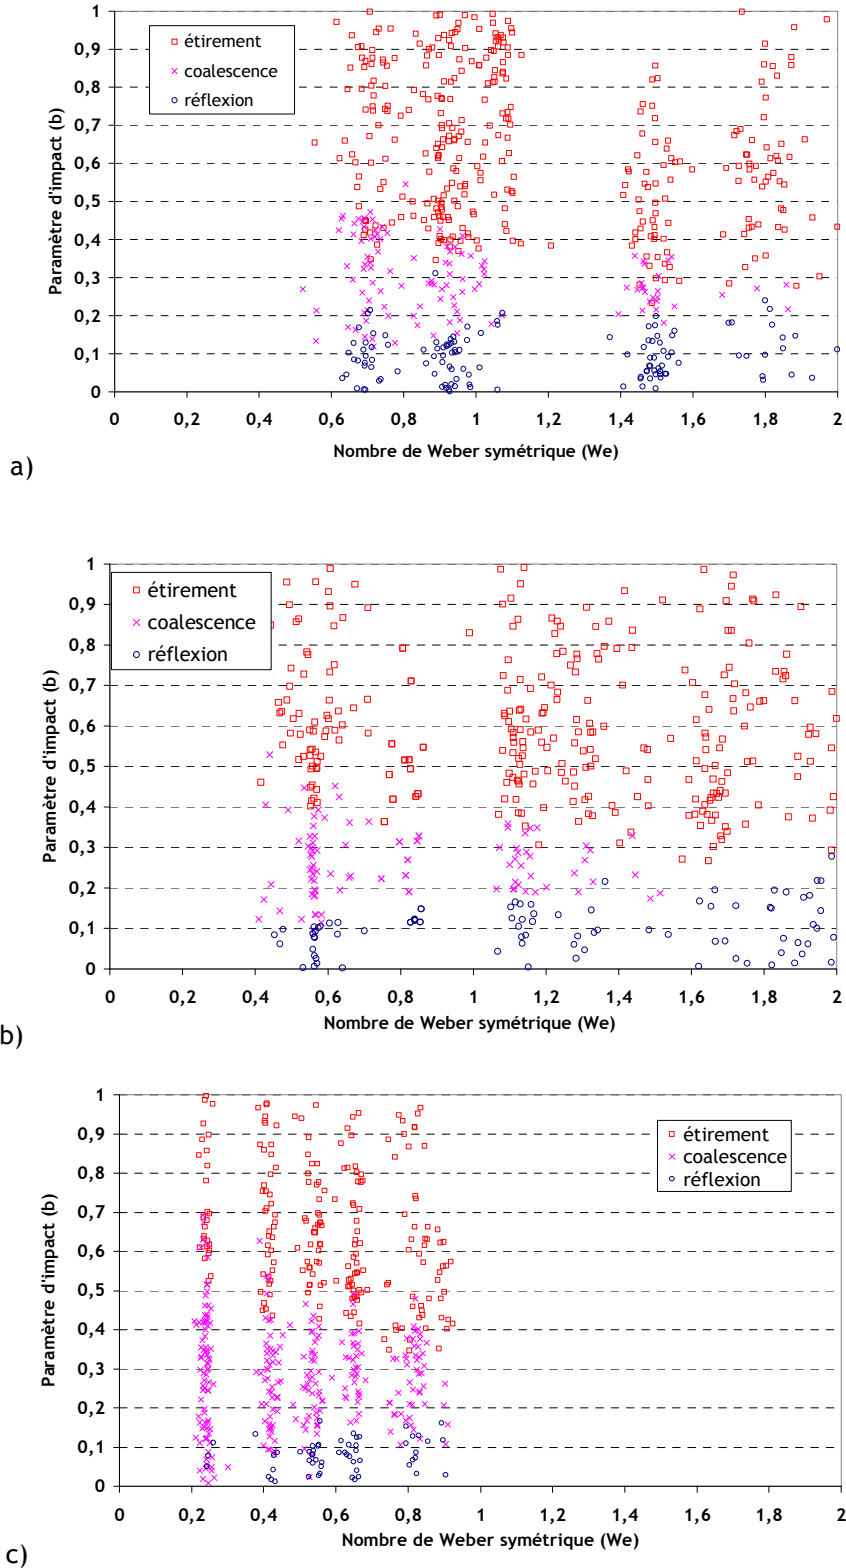 1
0,9
0,8
0,7
0,6
0,5
0,4
0,3
0,2
0,1
0
Paramètre d'impact (b)
étirement
coalescence
réflexion
0 0,2 0,4 0,6 0,8 1 1,2 1,4 1,6 1,8 2
Nombre de Weber symétrique (We)
a)
1
0,9
0,8
0,7
0,6
0,5
0,4
0,3
0,2
0,1
0
Paramètre d'impact (b)
étirement
coalescence
réflexion
0 0,2 0,4 0,6 0,8 1 1,2 1,4 1,6 1,8 2
Nombre de Weber symétrique (We)
b)
1
0,9
0,8
0,7
0,6
0,5
0,4
0,3
0,2
0,1
0
Paramètre d'impact (b)
étirement
coalescence
réflexion
0 0,2 0,4 0,6 0,8 1 1,2 1,4 1,6 1,8 2
Nombre de Weber symétrique (We)
c)